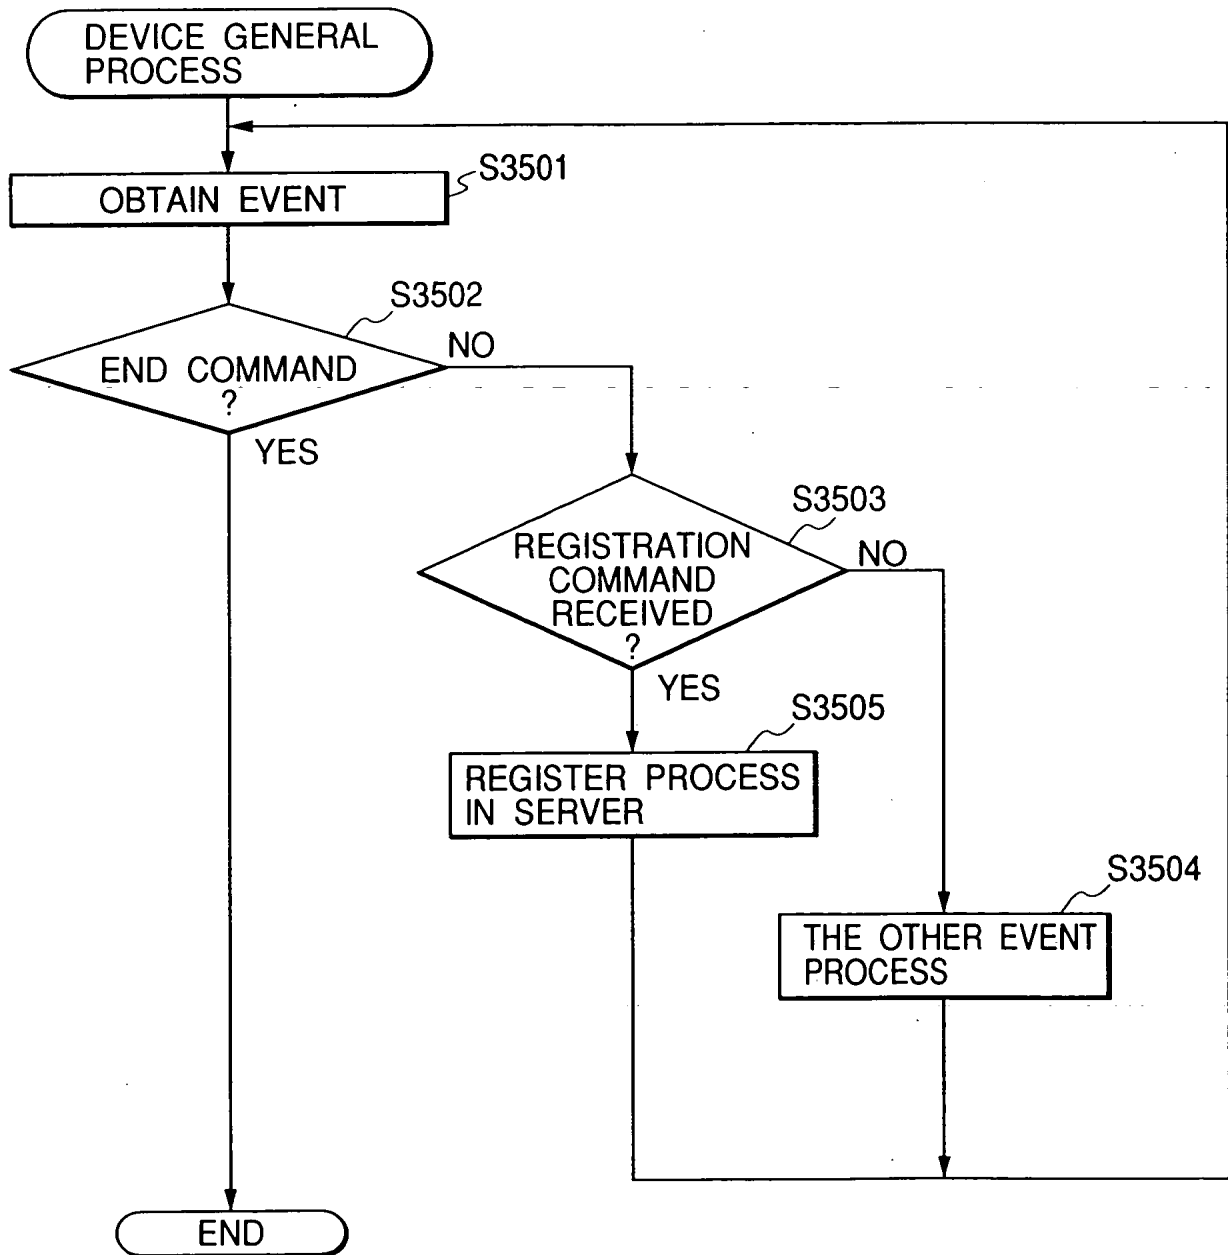 DEVICE GENERAL
PROCESS
S3501
OBTAIN EVENT
S3502
END COMMAND
?
NO
YES
S3503
REGISTRATION
COMMAND
RECEIVED
?
NO
YES
S3505
REGISTER PROCESS
IN SERVER
S3504
THE OTHER EVENT
PROCESS
END